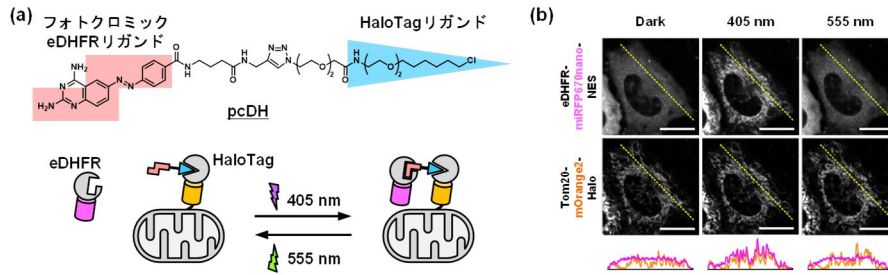 (a)
フォトクロミック
eDHFRリガンド
HaloTagリガンド
NH₂
H₂N
N
N
N
N
O
N
H
O
H
N
N=N
N
O
2
O
N
H
O
2
Cl
pcDH
eDHFR
HaloTag
405 nm
555 nm
(b)
Dark
405 nm
555 nm
eDHFR-
miRFP670nano-
NES
Tom20-
mOrange2-
Halo